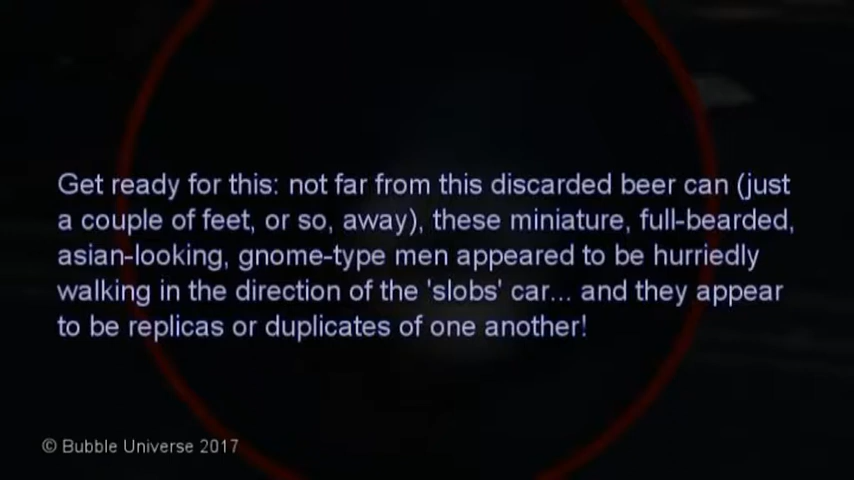 Get ready for this: not far from this discarded beer can (just
a couple of feet, or so, away), these miniature, full-bearded,
asian-looking, gnome-type men appeared to be hurriedly
walking in the direction of the 'slobs' car... and they appear
to be replicas or duplicates of one another!
© Bubble Universe 2017